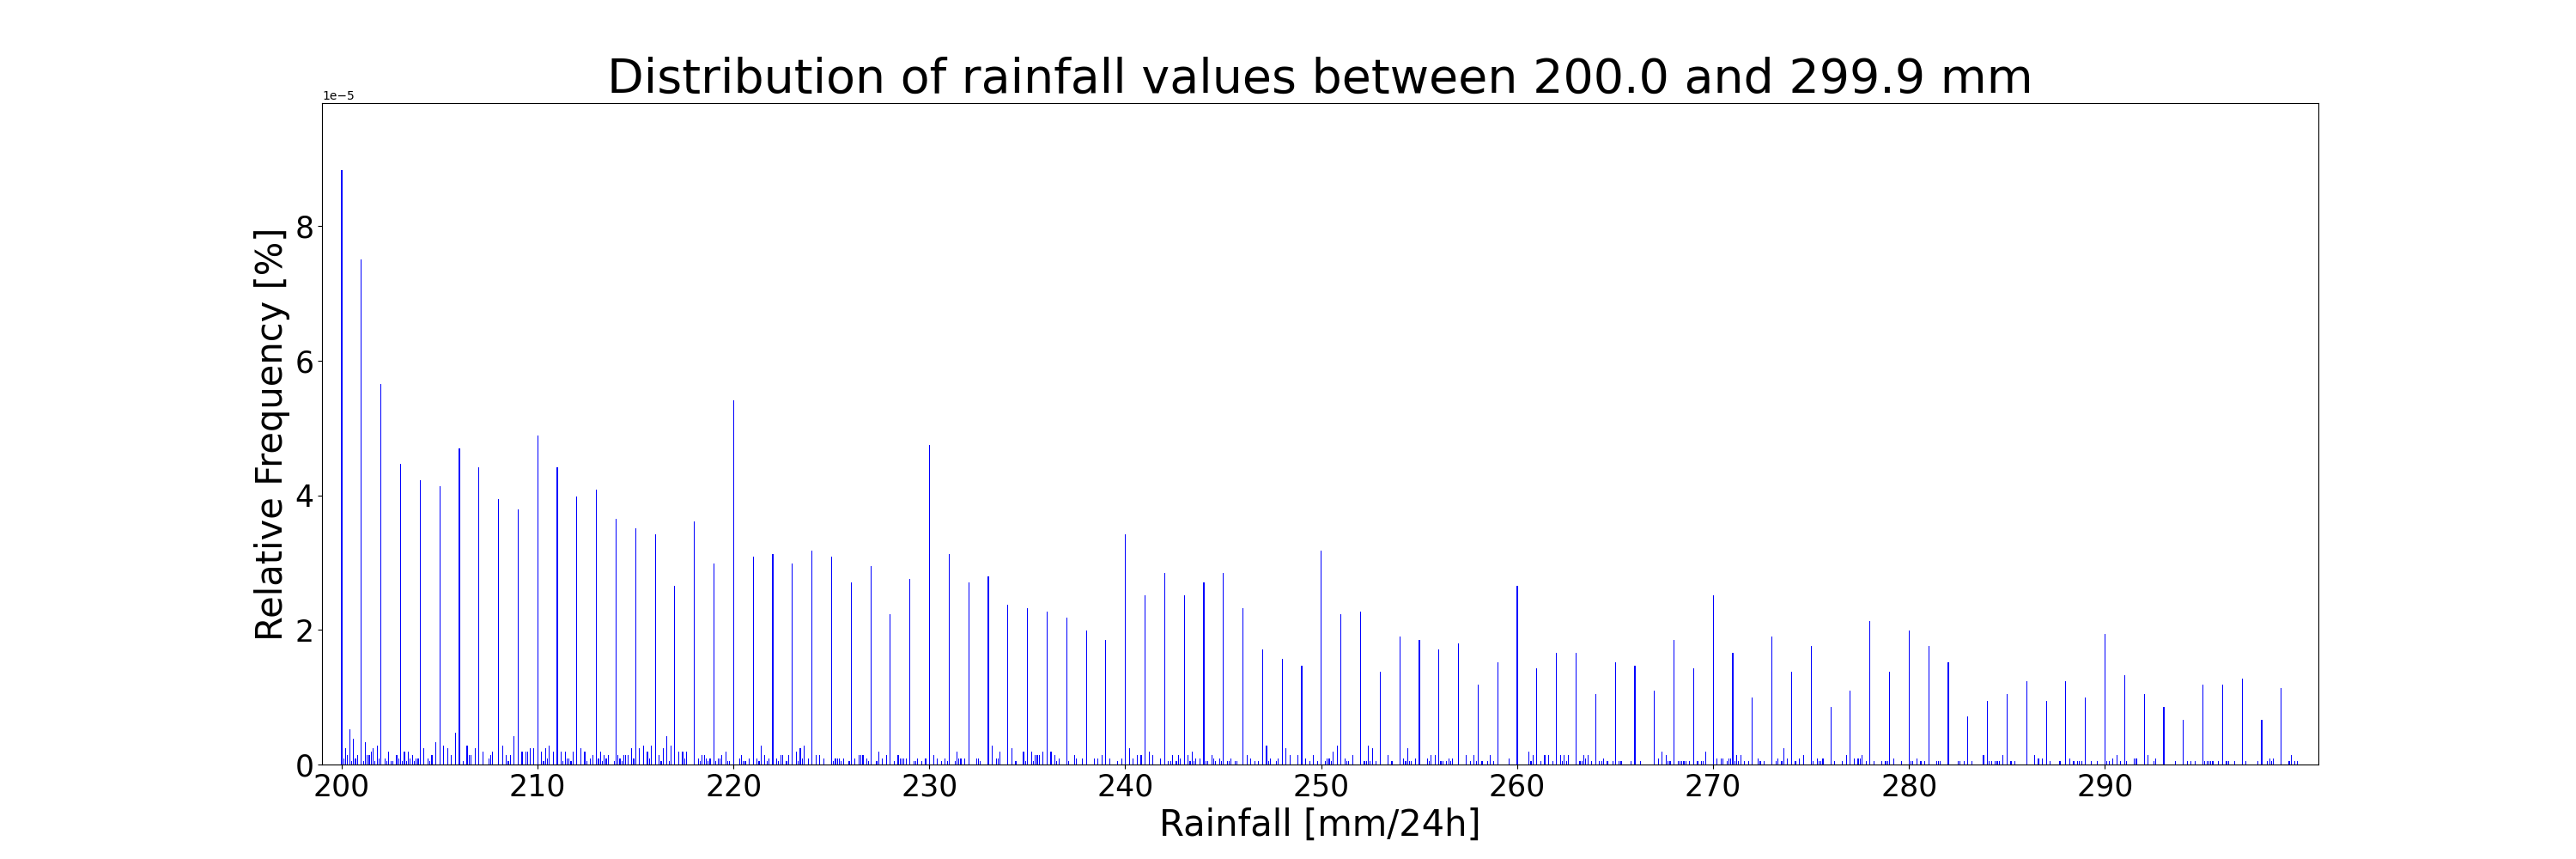 Distribution of rainfall values between 200.0 and 299.9 mm
1e−5
8
6
4
2
0
Relative Frequency [%]
200 210 220 230 240 250 260 270 280 290
Rainfall [mm/24h]